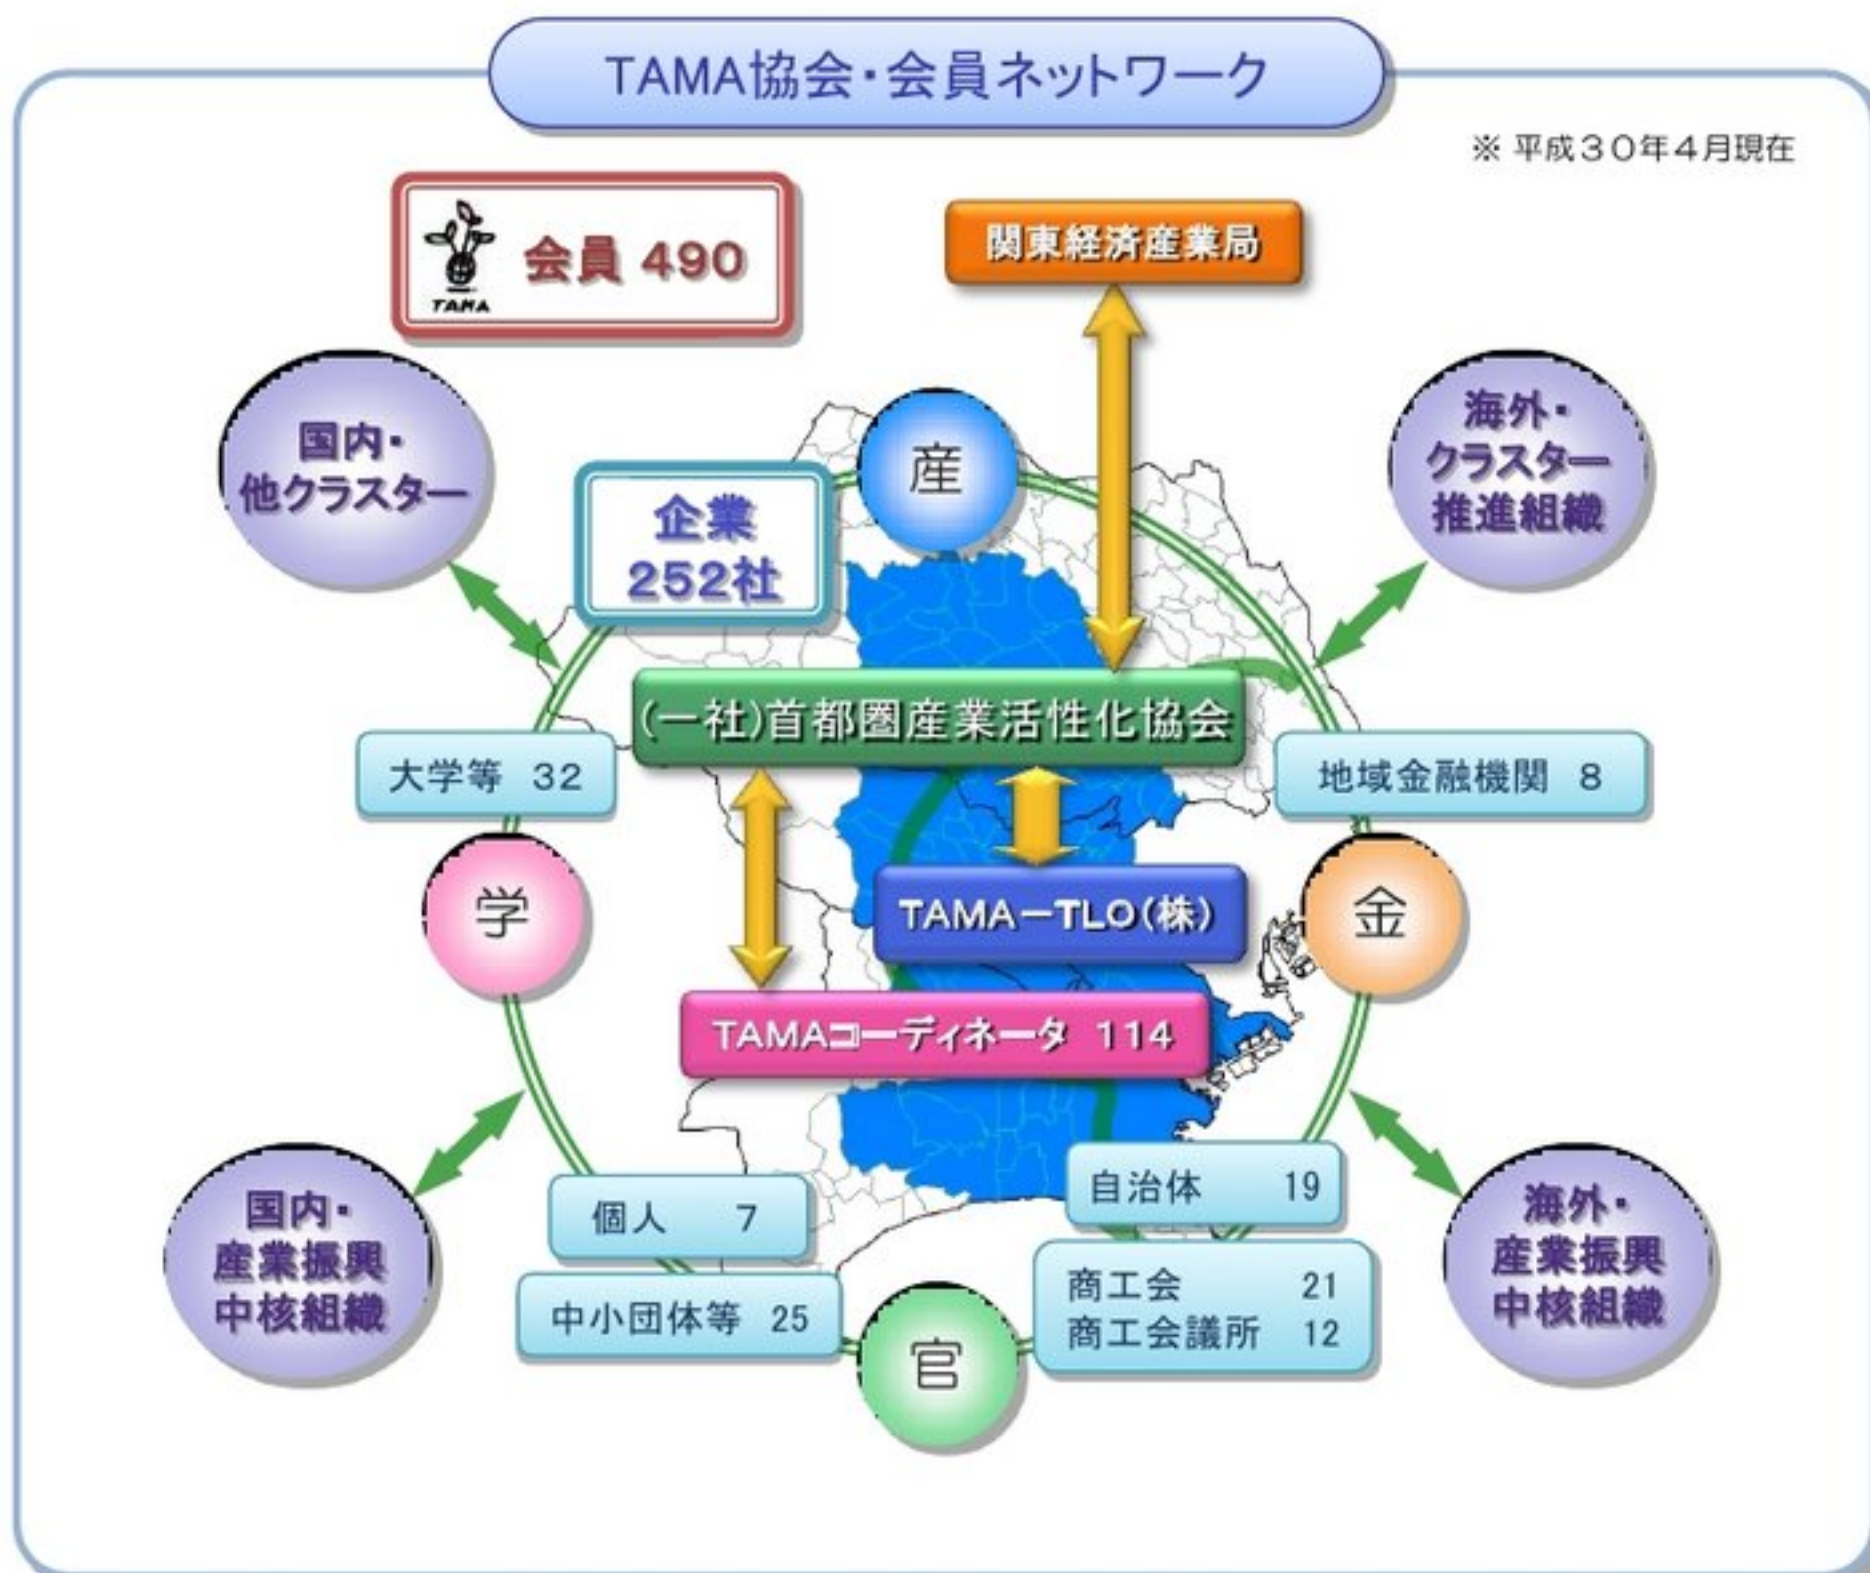 TAMA協会・会員ネットワーク
※ 平成30年4月現在
TAMA
会員 490
関東経済産業局
国内・
他クラスター
海外・
クラスター
推進組織
産
企業
252社
(一社)首都圏産業活性化協会
大学等 32
地域金融機関 8
学
TAMA-TLO(株)
金
TAMAコーディネータ 114
国内・
産業振興
中核組織
個人 7
中小団体等 25
自治体 19
商工会 21
商工会議所 12
官
海外・
産業振興
中核組織